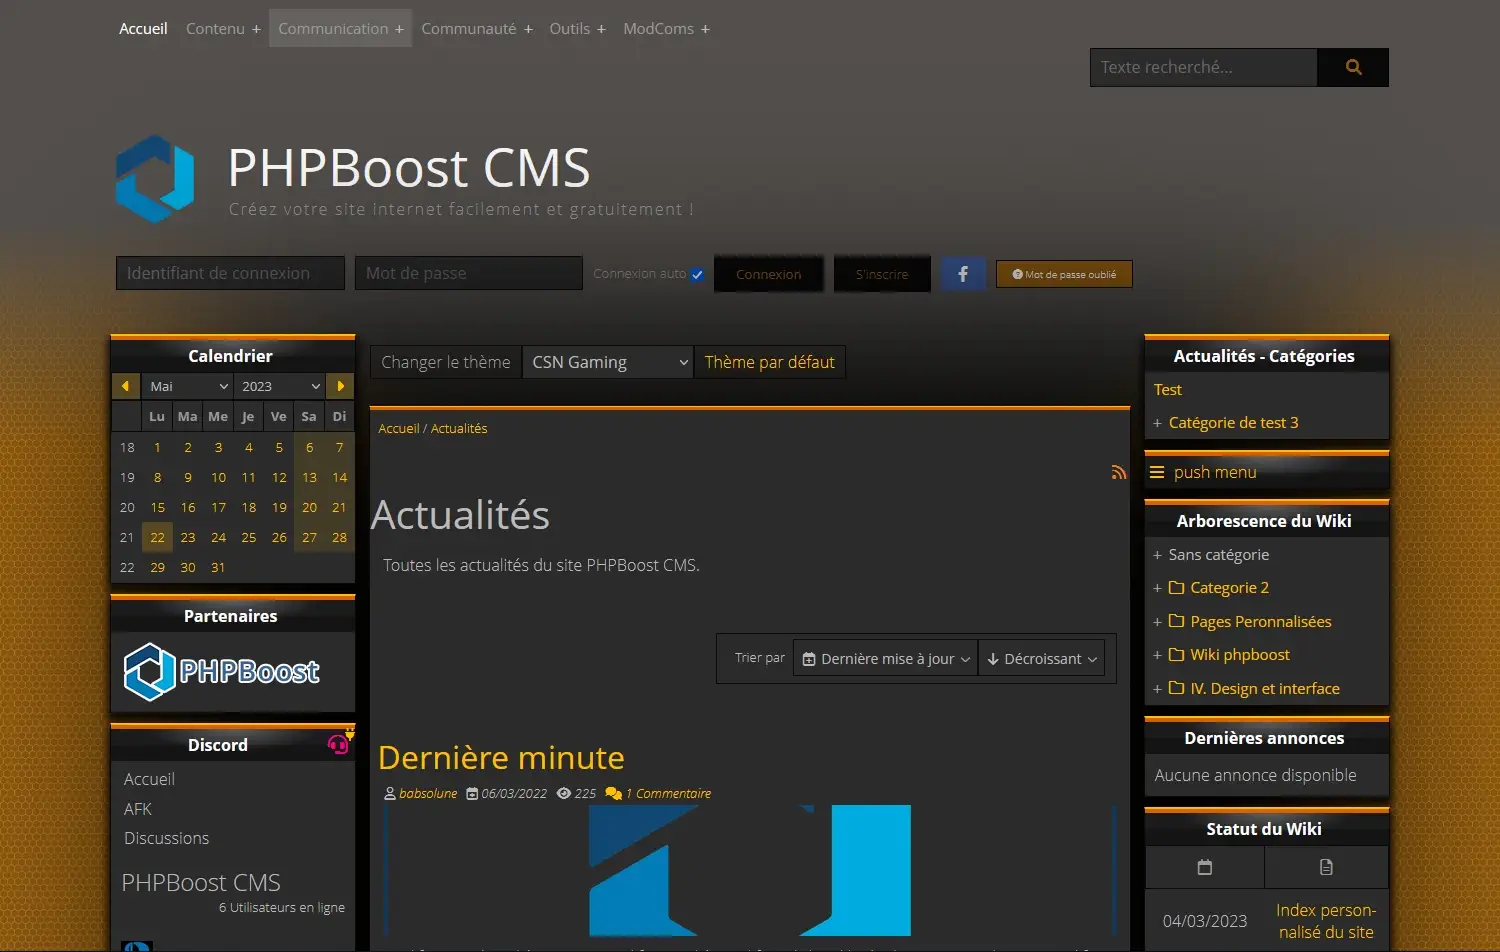 Accueil Contenu + Communication + Communauté + Outils + ModComs +
Texte recherché...
PHPBoost CMS
Créez votre site internet facilement et gratuitement !
Identifiant de connexion Mot de passe Connexion auto Connexion S'inscrire Mot de passe oublié
Calendrier
Mai 2023
Lu Ma Me Je Ve Sa Di
18 1 2 3 4 5 6 7
19 8 9 10 11 12 13 14
20 15 16 17 18 19 20 21
21 22 23 24 25 26 27 28
22 29 30 31
Partenaires
PHPBoost
Discord
Accueil
AFK
Discussions
PHPBoost CMS
6 Utilisateurs en ligne
Changer le thème CSN Gaming Thème par défaut
Accueil / Actualités
Actualités
Toutes les actualités du site PHPBoost CMS.
Trier par Dernière mise à jour Décroissant
Dernière minute
babsolune 06/03/2022 225 1 Commentaire
Actualités - Catégories
Test
+ Catégorie de test 3
push menu
Arborescence du Wiki
+ Sans catégorie
+ Categorie 2
+ Pages Peronnalisées
+ Wiki phpboost
+ IV. Design et interface
Dernières annonces
Aucune annonce disponible
Statut du Wiki
04/03/2023 Index person-
nalisé du site